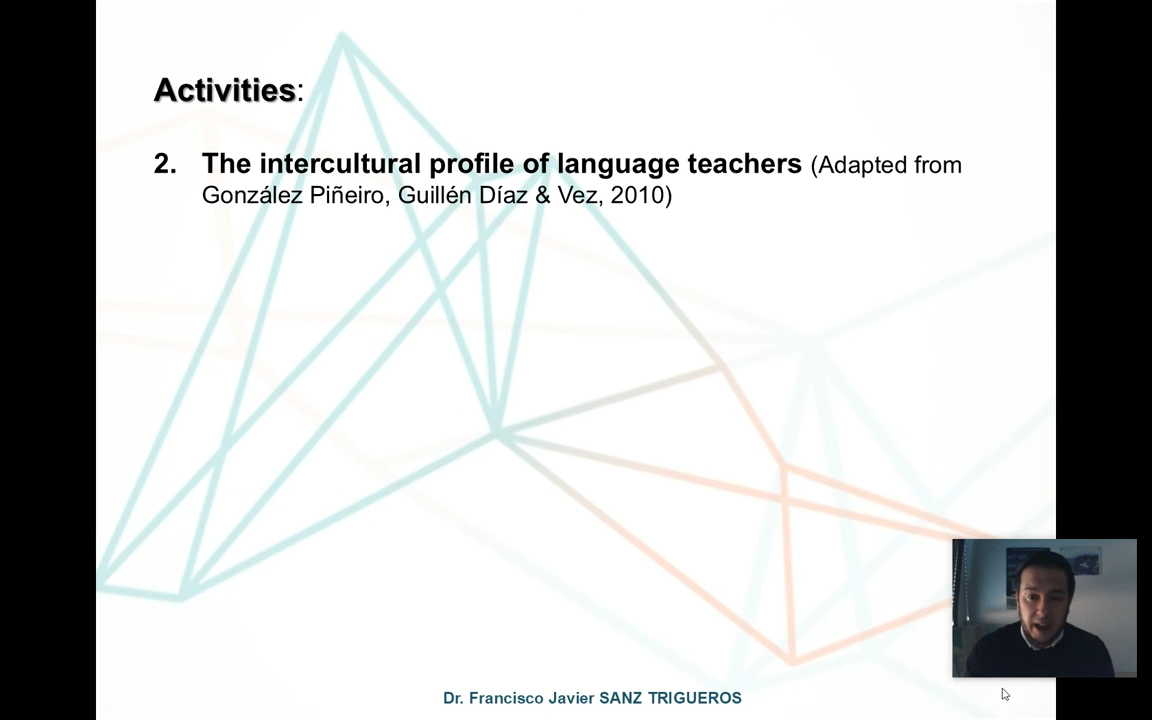 Activities:
2. The intercultural profile of language teachers (Adapted from
González Piñeiro, Guillén Díaz & Vez, 2010)
Dr. Francisco Javier SANZ TRIGUEROS